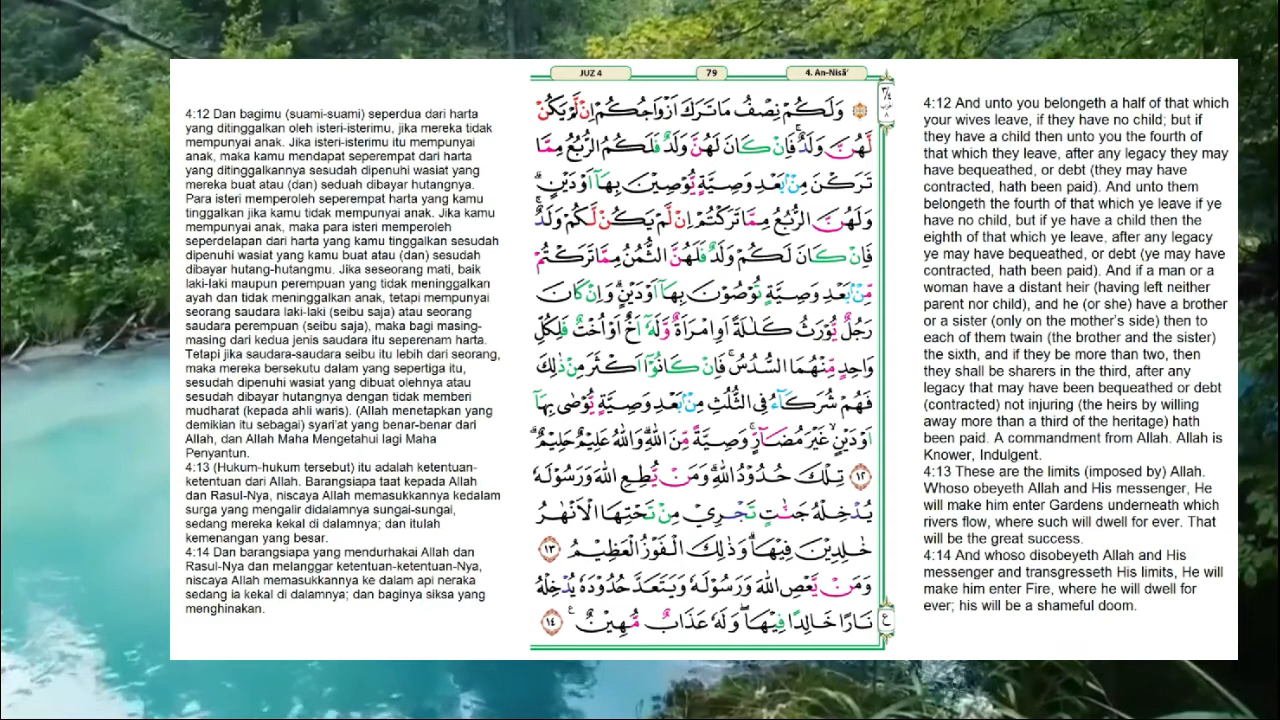 4:12 Dan bagimu (suami-suami) seperdua dari harta
yang ditinggalkan oleh isteri-isterimu, jika mereka tidak
mempunyai anak. Jika isteri-isterimu itu mempunyai
anak, maka kamu mendapat seperempat dari harta
yang ditinggalkannya sesudah dipenuhi wasiat yang
mereka buat atau (dan) seduah dibayar hutangnya.
Para isteri memperoleh seperempat harta yang kamu
tinggalkan jika kamu tidak mempunyai anak. Jika kamu
mempunyai anak, maka para isteri memperoleh
seperdelapan dari harta yang kamu tinggalkan sesudah
dipenuhi wasiat yang kamu buat atau (dan) sesudah
dibayar hutang-hutangmu. Jika seseorang mati, baik
laki-laki maupun perempuan yang tidak meninggalkan
ayah dan tidak meninggalkan anak, tetapi mempunyai
seorang saudara laki-laki (seibu saja) atau seorang
saudara perempuan (seibu saja), maka bagi masing-
masing dari kedua jenis saudara itu seperenam harta.
Tetapi jika saudara-saudara seibu itu lebih dari seorang,
maka mereka bersekutu dalam yang sepertiga itu,
sesudah dipenuhi wasiat yang dibuat olehnya atau
sesudah dibayar hutangnya dengan tidak memberi
mudharat (kepada ahli waris). (Allah menetapkan yang
demikian itu sebagai) syari'at yang benar-benar dari
Allah, dan Allah Maha Mengetahui lagi Maha
Penyantun.
4:13 (Hukum-hukum tersebut) itu adalah ketentuan-
ketentuan dari Allah. Barangsiapa taat kepada Allah
dan Rasul-Nya, niscaya Allah memasukkannya kedalam
surga yang mengalir didalamnya sungai-sungai,
sedang mereka kekal di dalamnya; dan itulah
kemenangan yang besar.
4:14 Dan barangsiapa yang mendurhakai Allah dan
Rasul-Nya dan melanggar ketentuan-ketentuan-Nya,
niscaya Allah memasukkannya ke dalam api neraka
sedang ia kekal di dalamnya; dan baginya siksa yang
menghinakan.
JUZ 4 79 4. An-Nisā'
وَلَكُمْ نِصْفُ مَا تَرَكَ اَزْوَاجُكُمْ اِنْ لَّمْ يَكُنْ
لَّهُنَّ وَلَدٌ ۚ فَاِنْ كَانَ لَهُنَّ وَلَدٌ فَلَكُمُ الرُّبُعُ مِمَّا
تَرَكْنَ مِنْۢ بَعْدِ وَصِيَّةٍ يُّوْصِيْنَ بِهَآ اَوْ دَيْنٍ ۗ
وَلَهُنَّ الرُّبُعُ مِمَّا تَرَكْتُمْ اِنْ لَّمْ يَكُنْ لَّكُمْ وَلَدٌ ۚ
فَاِنْ كَانَ لَكُمْ وَلَدٌ فَلَهُنَّ الثُّمُنُ مِمَّا تَرَكْتُمْ
مِّنْۢ بَعْدِ وَصِيَّةٍ تُوْصُوْنَ بِهَآ اَوْ دَيْنٍ ۗ وَاِنْ كَانَ
رَجُلٌ يُّوْرَثُ كَلٰلَةً اَوِ امْرَاَةٌ وَّلَهٗٓ اَخٌ اَوْ اُخْتٌ فَلِكُلِّ
وَاحِدٍ مِّنْهُمَا السُّدُسُ ۚ فَاِنْ كَانُوْٓا اَكْثَرَ مِنْ ذٰلِكَ
فَهُمْ شُرَكَاۤءُ فِى الثُّلُثِ مِنْۢ بَعْدِ وَصِيَّةٍ يُّوْصٰى بِهَآ
اَوْ دَيْنٍ ۙ غَيْرَ مُضَاۤرٍّ ۚ وَصِيَّةً مِّنَ اللّٰهِ ۗ وَاللّٰهُ عَلِيْمٌ حَلِيْمٌ ۗ
١٢ تِلْكَ حُدُوْدُ اللّٰهِ ۗ وَمَنْ يُّطِعِ اللّٰهَ وَرَسُوْلَهٗ
يُدْخِلْهُ جَنّٰتٍ تَجْرِيْ مِنْ تَحْتِهَا الْاَنْهٰرُ
خٰلِدِيْنَ فِيْهَا ۗ وَذٰلِكَ الْفَوْزُ الْعَظِيْمُ ١٣
وَمَنْ يَّعْصِ اللّٰهَ وَرَسُوْلَهٗ وَيَتَعَدَّ حُدُوْدَهٗ يُدْخِلْهُ
نَارًا خَالِدًا فِيْهَا ۖ وَلَهٗ عَذَابٌ مُّهِيْنٌ ࣖ ١٤
4:12 And unto you belongeth a half of that which
your wives leave, if they have no child; but if
they have a child then unto you the fourth of
that which they leave, after any legacy they may
have bequeathed, or debt (they may have
contracted, hath been paid). And unto them
belongeth the fourth of that which ye leave if ye
have no child, but if ye have a child then the
eighth of that which ye leave, after any legacy
ye may have bequeathed, or debt (ye may have
contracted, hath been paid). And if a man or a
woman have a distant heir (having left neither
parent nor child), and he (or she) have a brother
or a sister (only on the mother's side) then to
each of them twain (the brother and the sister)
the sixth, and if they be more than two, then
they shall be sharers in the third, after any
legacy that may have been bequeathed or debt
(contracted) not injuring (the heirs by willing
away more than a third of the heritage) hath
been paid. A commandment from Allah. Allah is
Knower, Indulgent.
4:13 These are the limits (imposed by) Allah.
Whoso obeyeth Allah and His messenger, He
will make him enter Gardens underneath which
rivers flow, where such will dwell for ever. That
will be the great success.
4:14 And whoso disobeyeth Allah and His
messenger and transgresseth His limits, He will
make him enter Fire, where he will dwell for
ever; his will be a shameful doom.